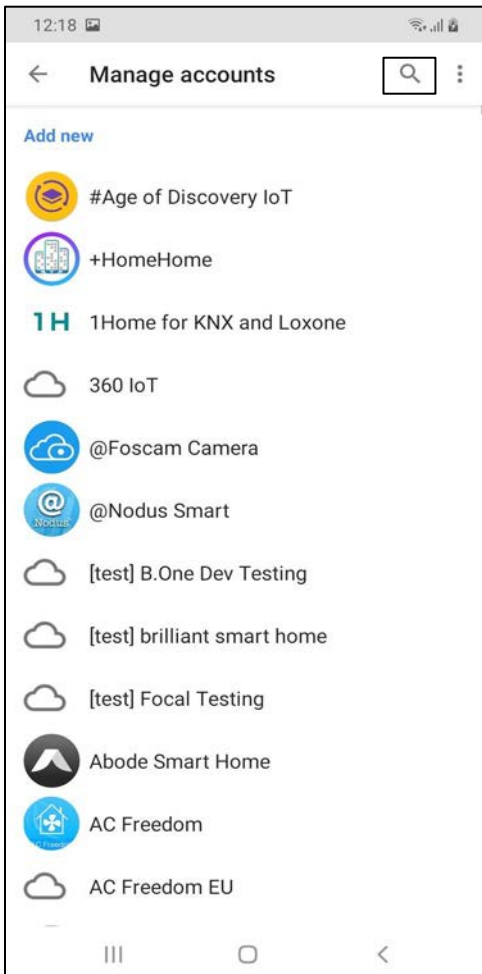 12:18
Manage accounts
Add new
#Age of Discovery IoT
+HomeHome
1H 1Home for KNX and Loxone
360 IoT
@Foscam Camera
@ Nodus @Nodus Smart
[test] B.One Dev Testing
[test] brilliant smart home
[test] Focal Testing
Abode Smart Home
AC Freedom AC Freedom
AC Freedom EU